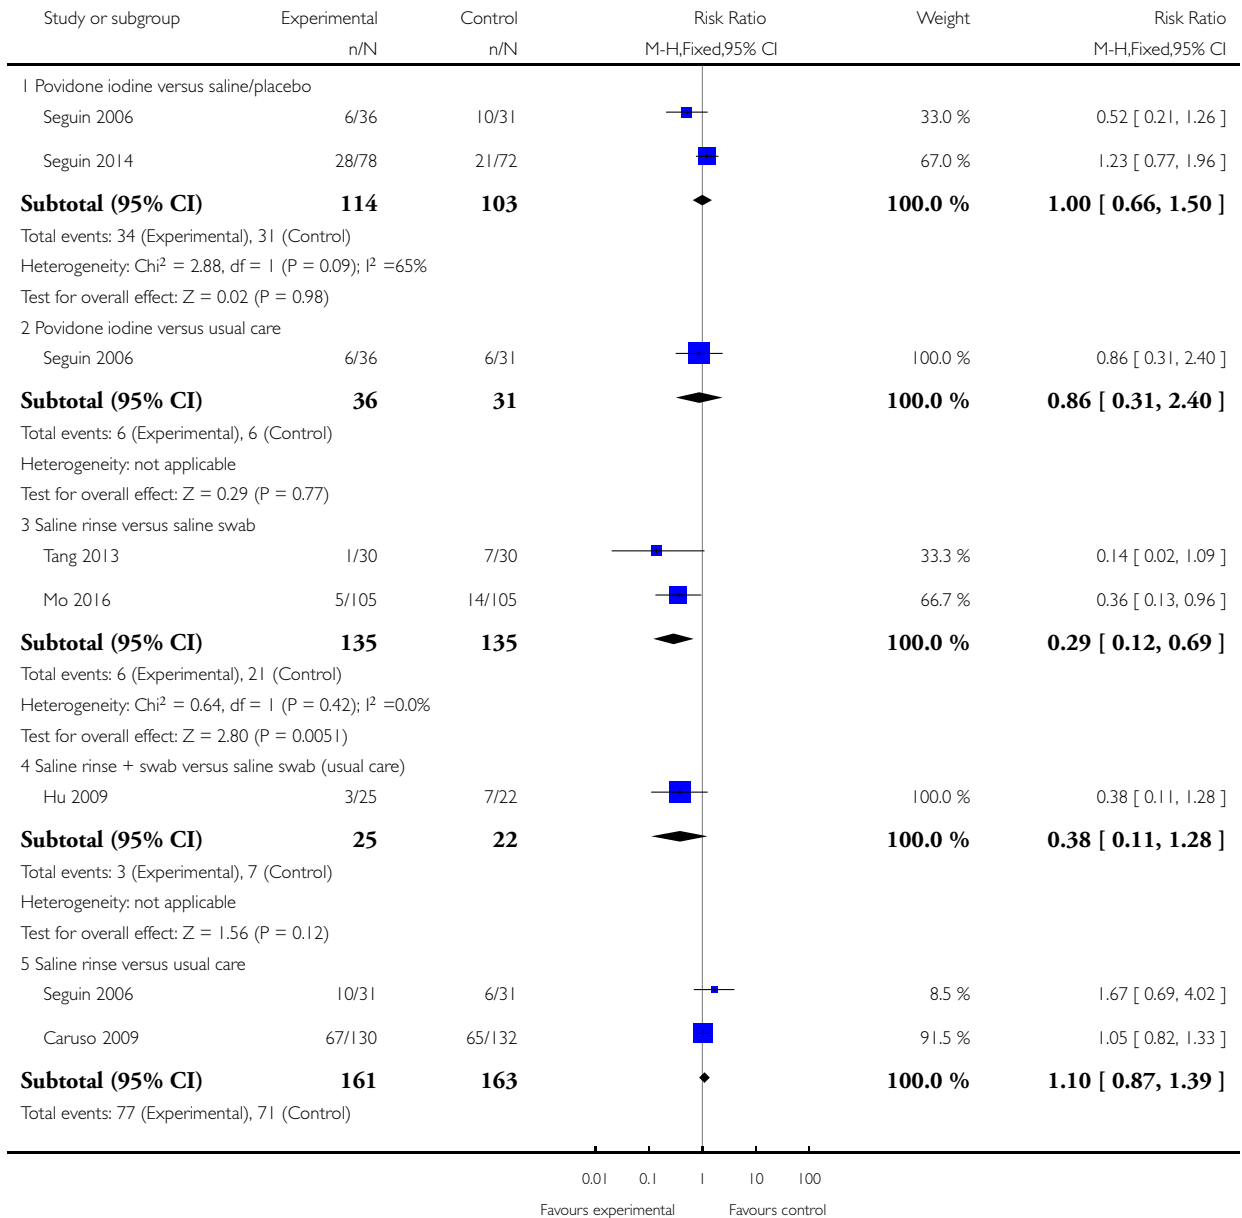 Study or subgroup Experimental Control Risk Ratio Weight Risk Ratio
n/N n/N M-H,Fixed,95% CI M-H,Fixed,95% CI
1 Povidone iodine versus saline/placebo
Seguin 2006 6/36 10/31 33.0 % 0.52 [ 0.21, 1.26 ]
Seguin 2014 28/78 21/72 67.0 % 1.23 [ 0.77, 1.96 ]
Subtotal (95% CI) 114 103 100.0 % 1.00 [ 0.66, 1.50 ]
Total events: 34 (Experimental), 31 (Control)
Heterogeneity: Chi² = 2.88, df = 1 (P = 0.09); I² =65%
Test for overall effect: Z = 0.02 (P = 0.98)
2 Povidone iodine versus usual care
Seguin 2006 6/36 6/31 100.0 % 0.86 [ 0.31, 2.40 ]
Subtotal (95% CI) 36 31 100.0 % 0.86 [ 0.31, 2.40 ]
Total events: 6 (Experimental), 6 (Control)
Heterogeneity: not applicable
Test for overall effect: Z = 0.29 (P = 0.77)
3 Saline rinse versus saline swab
Tang 2013 1/30 7/30 33.3 % 0.14 [ 0.02, 1.09 ]
Mo 2016 5/105 14/105 66.7 % 0.36 [ 0.13, 0.96 ]
Subtotal (95% CI) 135 135 100.0 % 0.29 [ 0.12, 0.69 ]
Total events: 6 (Experimental), 21 (Control)
Heterogeneity: Chi² = 0.64, df = 1 (P = 0.42); I² =0.0%
Test for overall effect: Z = 2.80 (P = 0.0051)
4 Saline rinse + swab versus saline swab (usual care)
Hu 2009 3/25 7/22 100.0 % 0.38 [ 0.11, 1.28 ]
Subtotal (95% CI) 25 22 100.0 % 0.38 [ 0.11, 1.28 ]
Total events: 3 (Experimental), 7 (Control)
Heterogeneity: not applicable
Test for overall effect: Z = 1.56 (P = 0.12)
5 Saline rinse versus usual care
Seguin 2006 10/31 6/31 8.5 % 1.67 [ 0.69, 4.02 ]
Caruso 2009 67/130 65/132 91.5 % 1.05 [ 0.82, 1.33 ]
Subtotal (95% CI) 161 163 100.0 % 1.10 [ 0.87, 1.39 ]
Total events: 77 (Experimental), 71 (Control)
0.01 0.1 1 10 100
Favours experimental Favours control